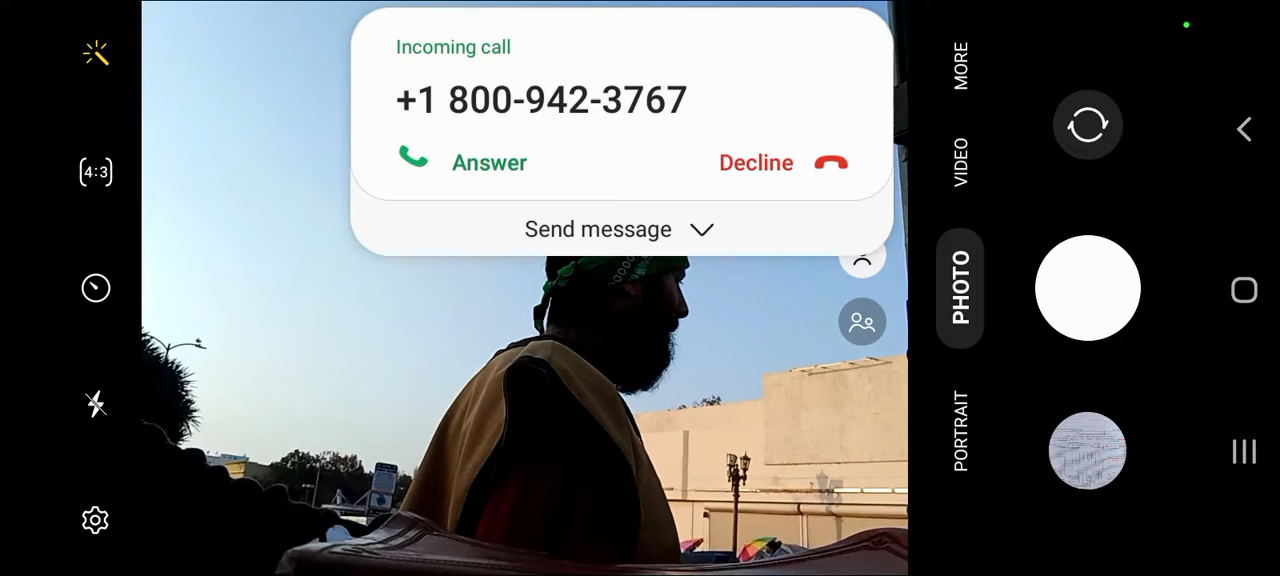 Incoming call
+1 800-942-3767
Answer
Decline
Send message
4:3
MORE
VIDEO
PHOTO
PORTRAIT